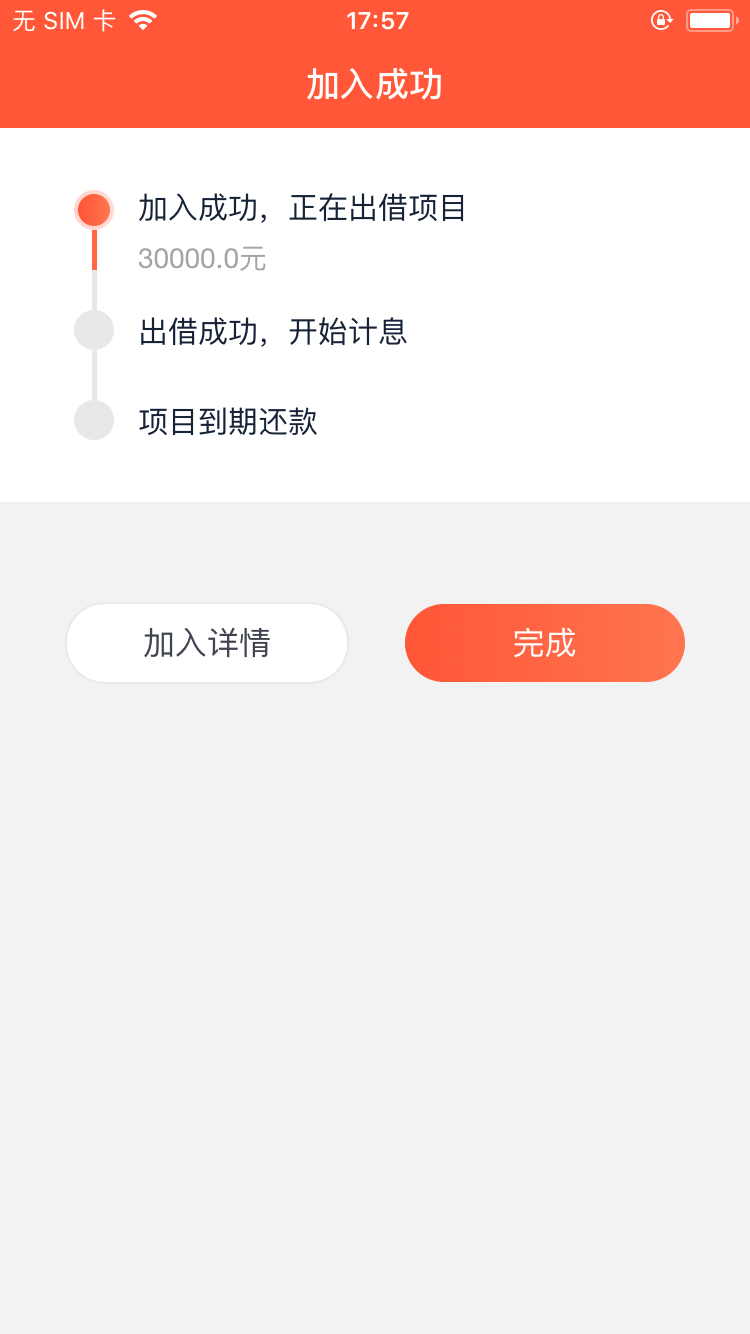 无 SIM 卡
17:57
加入成功
加入成功，正在出借项目
30000.0元
出借成功，开始计息
项目到期还款
加入详情
完成